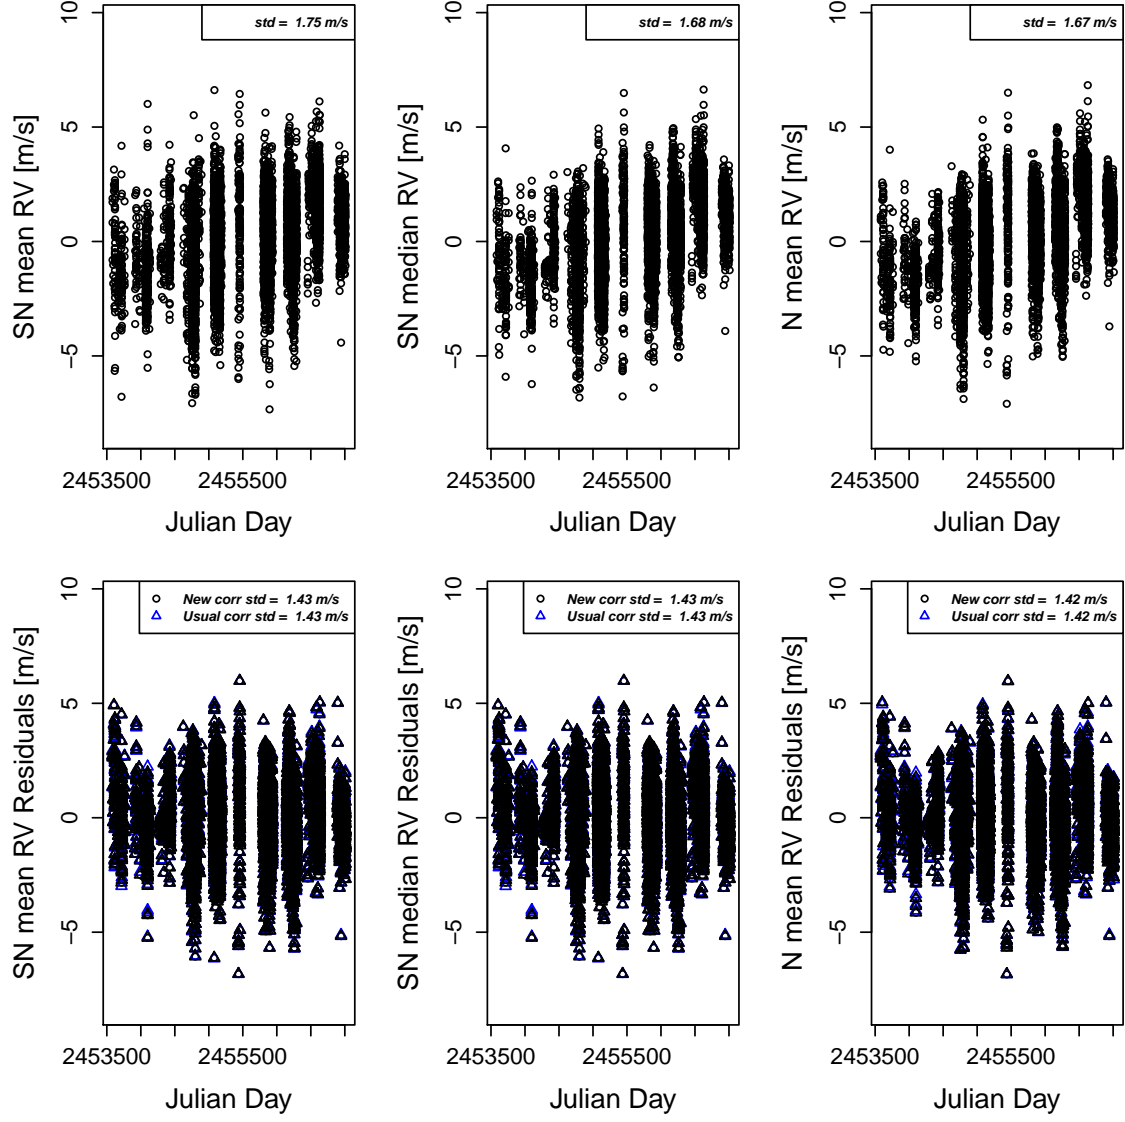 std = 1.75 m/s
SN mean RV [m/s]
10
5
0
−5
2453500 2455500
Julian Day
std = 1.68 m/s
SN median RV [m/s]
10
5
0
−5
2453500 2455500
Julian Day
std = 1.67 m/s
N mean RV [m/s]
10
5
0
−5
2453500 2455500
Julian Day
New corr std = 1.43 m/s
Usual corr std = 1.43 m/s
SN mean RV Residuals [m/s]
10
5
0
−5
2453500 2455500
Julian Day
New corr std = 1.43 m/s
Usual corr std = 1.43 m/s
SN median RV Residuals [m/s]
10
5
0
−5
2453500 2455500
Julian Day
New corr std = 1.42 m/s
Usual corr std = 1.42 m/s
N mean RV Residuals [m/s]
10
5
0
−5
2453500 2455500
Julian Day